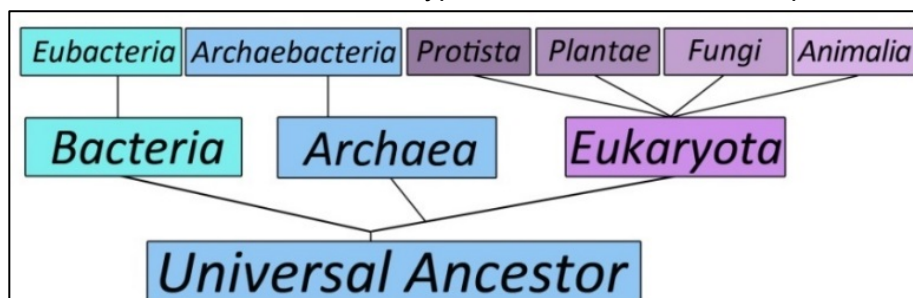 Eubacteria Archaebacteria Protista Plantae Fungi Animalia
Bacteria Archaea Eukaryota
Universal Ancestor